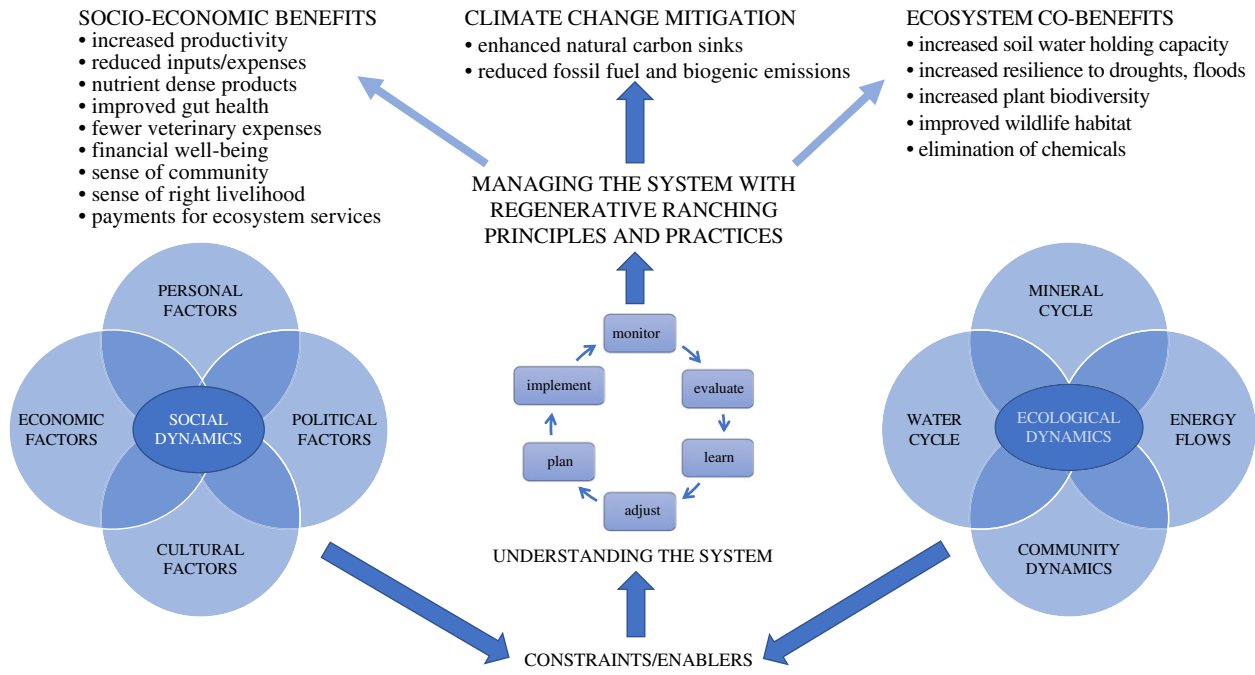 SOCIO-ECONOMIC BENEFITS
• increased productivity
• reduced inputs/expenses
• nutrient dense products
• improved gut health
• fewer veterinary expenses
• financial well-being
• sense of community
• sense of right livelihood
• payments for ecosystem services
CLIMATE CHANGE MITIGATION
• enhanced natural carbon sinks
• reduced fossil fuel and biogenic emissions
ECOSYSTEM CO-BENEFITS
• increased soil water holding capacity
• increased resilience to droughts, floods
• increased plant biodiversity
• improved wildlife habitat
• elimination of chemicals
MANAGING THE SYSTEM WITH
REGENERATIVE RANCHING
PRINCIPLES AND PRACTICES
PERSONAL
FACTORS
ECONOMIC
FACTORS
SOCIAL
DYNAMICS
POLITICAL
FACTORS
CULTURAL
FACTORS
monitor
evaluate
learn
adjust
plan
implement
MINERAL
CYCLE
WATER
CYCLE
ECOLOGICAL
DYNAMICS
ENERGY
FLOWS
COMMUNITY
DYNAMICS
UNDERSTANDING THE SYSTEM
CONSTRAINTS/ENABLERS